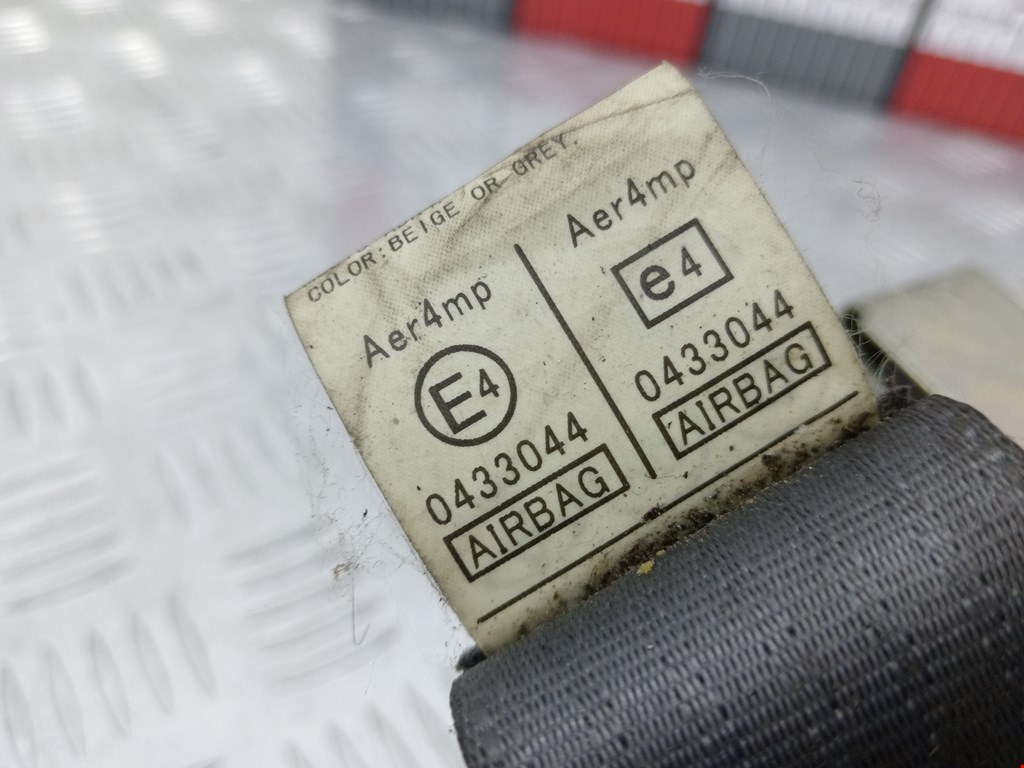 COLOR:BEIGE OR GREY.
Aer4mp
E4
0433044
AIRBAG
Aer4mp
e4
0433044
AIRBAG